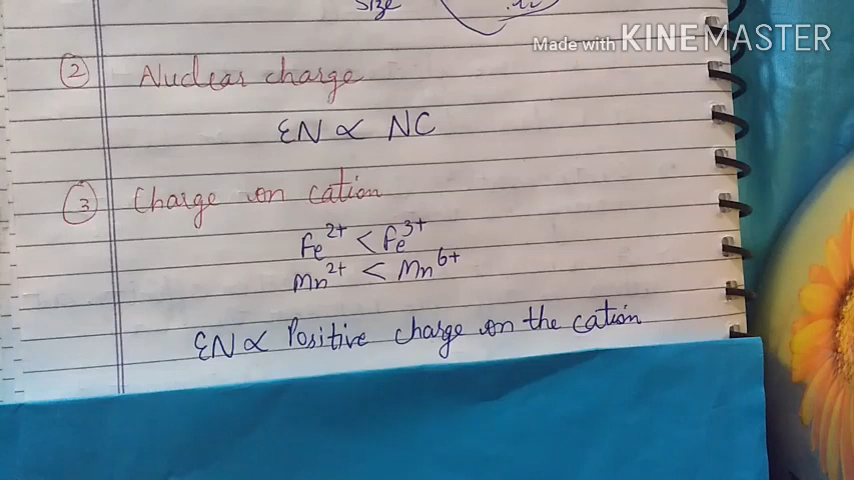 Size
Made with KINEMASTER
2 Nuclear charge
EN ∝ NC
3 Charge on cation
Fe²⁺ < Fe³⁺
Mn²⁺ < Mn⁶⁺
EN ∝ Positive charge on the cation